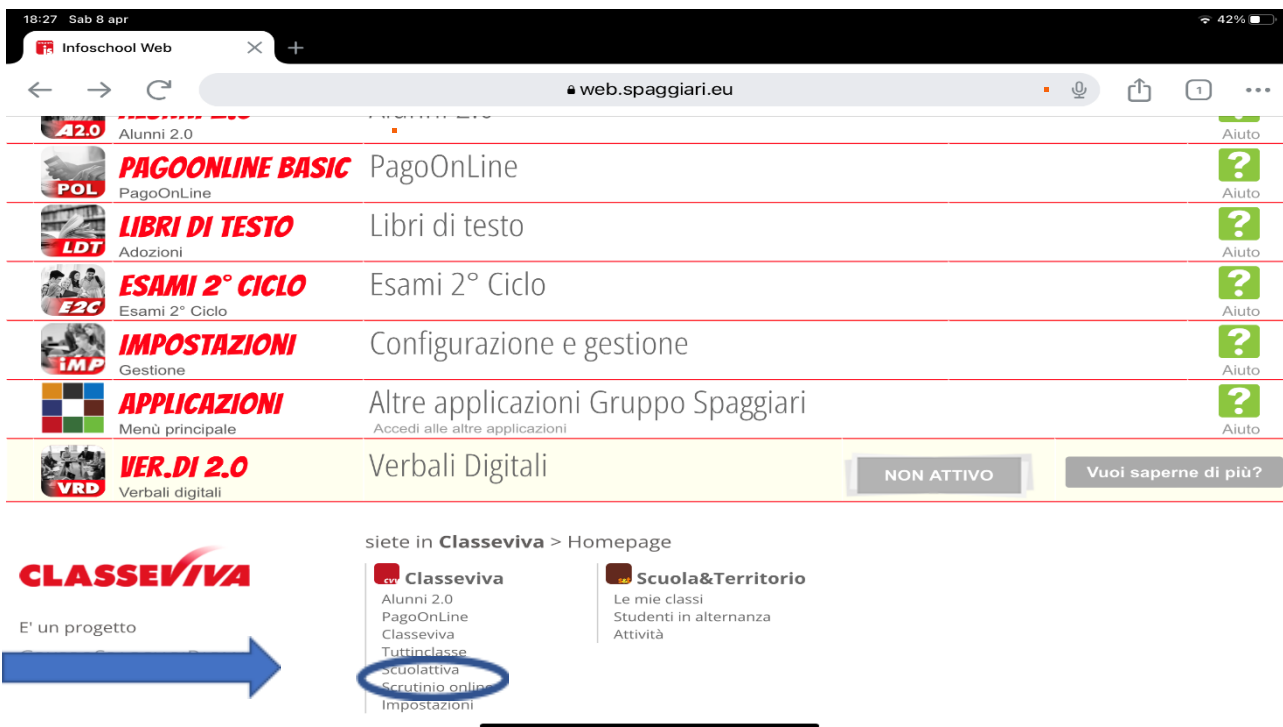 18:27 Sab 8 apr
42%
Infoschool Web
web.spaggiari.eu
1
A2.0
Alunni 2.0
Aiuto
POL PAGOONLINE BASIC PagoOnLine
PagoOnLine
Aiuto
LDT LIBRI DI TESTO Libri di testo
Adozioni
Aiuto
E2C ESAMI 2° CICLO Esami 2° Ciclo
Esami 2° Ciclo
Aiuto
iMP IMPOSTAZIONI Configurazione e gestione
Gestione
Aiuto
APPLICAZIONI Altre applicazioni Gruppo Spaggiari
Menù principale
Accedi alle altre applicazioni
Aiuto
VRD VER.DI 2.0 Verbali Digitali
Verbali digitali
NON ATTIVO
Vuoi saperne di più?
siete in Classeviva > Homepage
CLASSEVIVA
E' un progetto
Classeviva
Alunni 2.0
PagoOnLine
Classeviva
Tuttinclasse
Scuolattiva
Scrutinio online
Impostazioni
Scuola&Territorio
Le mie classi
Studenti in alternanza
Attività